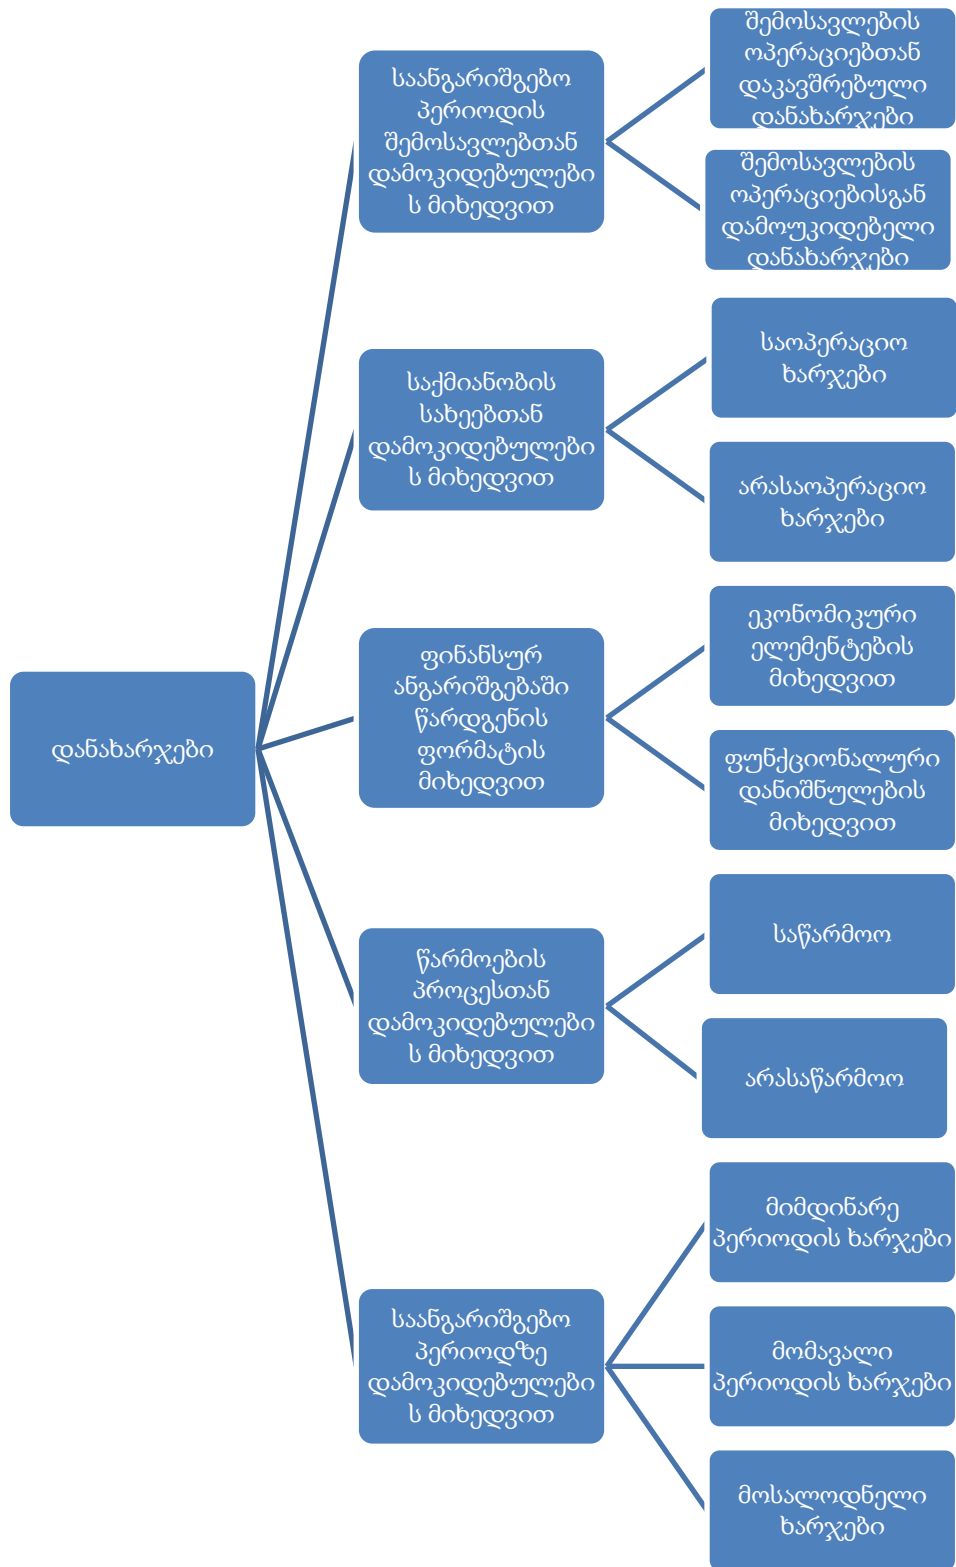 დანახარჯები
საანგარიშგებო
პერიოდის
შემოსავლებთან
დამოკიდებულები
ს მიხედვით
შემოსავლების
ოპერაციებთან
დაკავშრებული
დანახარჯები
შემოსავლების
ოპერაციებისგან
დამოუკიდებელი
დანახარჯები
საქმიანობის
სახეებთან
დამოკიდებულები
ს მიხედვით
საოპერაციო
ხარჯები
არასაოპერაციო
ხარჯები
ფინანსურ
ანგარიშგებაში
წარდგენის
ფორმატის
მიხედვით
ეკონომიკური
ელემენტების
მიხედვით
ფუნქციონალური
დანიშნულების
მიხედვით
წარმოების
პროცესთან
დამოკიდებულები
ს მიხედვით
საწარმოო
არასაწარმოო
საანგარიშგებო
პერიოდზე
დამოკიდებულები
ს მიხედვით
მიმდინარე
პერიოდის ხარჯები
მომავალი
პერიოდის ხარჯები
მოსალოდნელი
ხარჯები